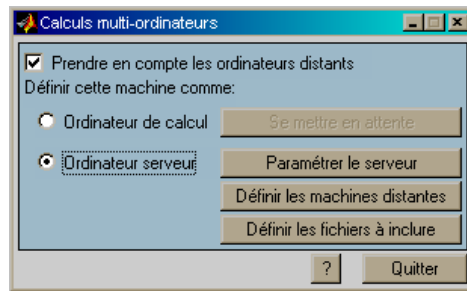 Calculs multi-ordinateurs
Prendre en compte les ordinateurs distants
Définir cette machine comme:
Ordinateur de calcul
Se mettre en attente
Ordinateur serveur
Paramétrer le serveur
Définir les machines distantes
Définir les fichiers à inclure
?
Quitter